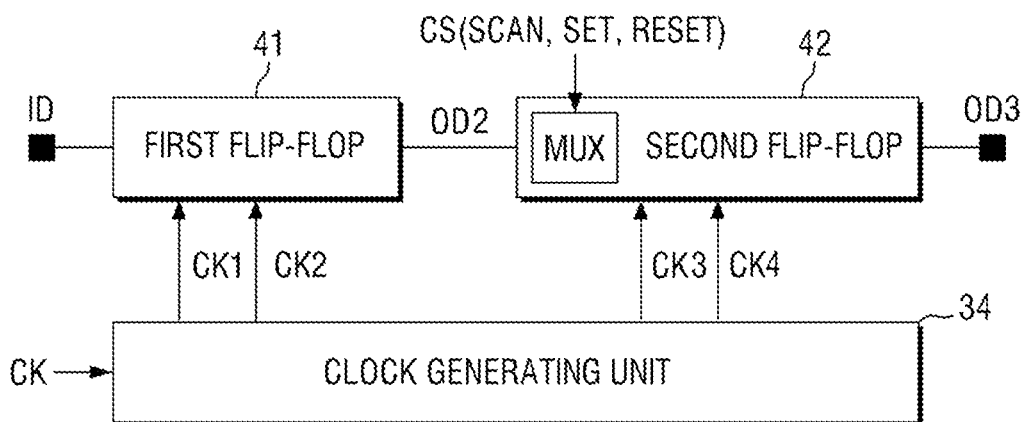 CS(SCAN, SET, RESET)
41
42
ID
FIRST FLIP-FLOP
OD2
MUX
SECOND FLIP-FLOP
OD3
CK1
CK2
CK3
CK4
34
CK
CLOCK GENERATING UNIT